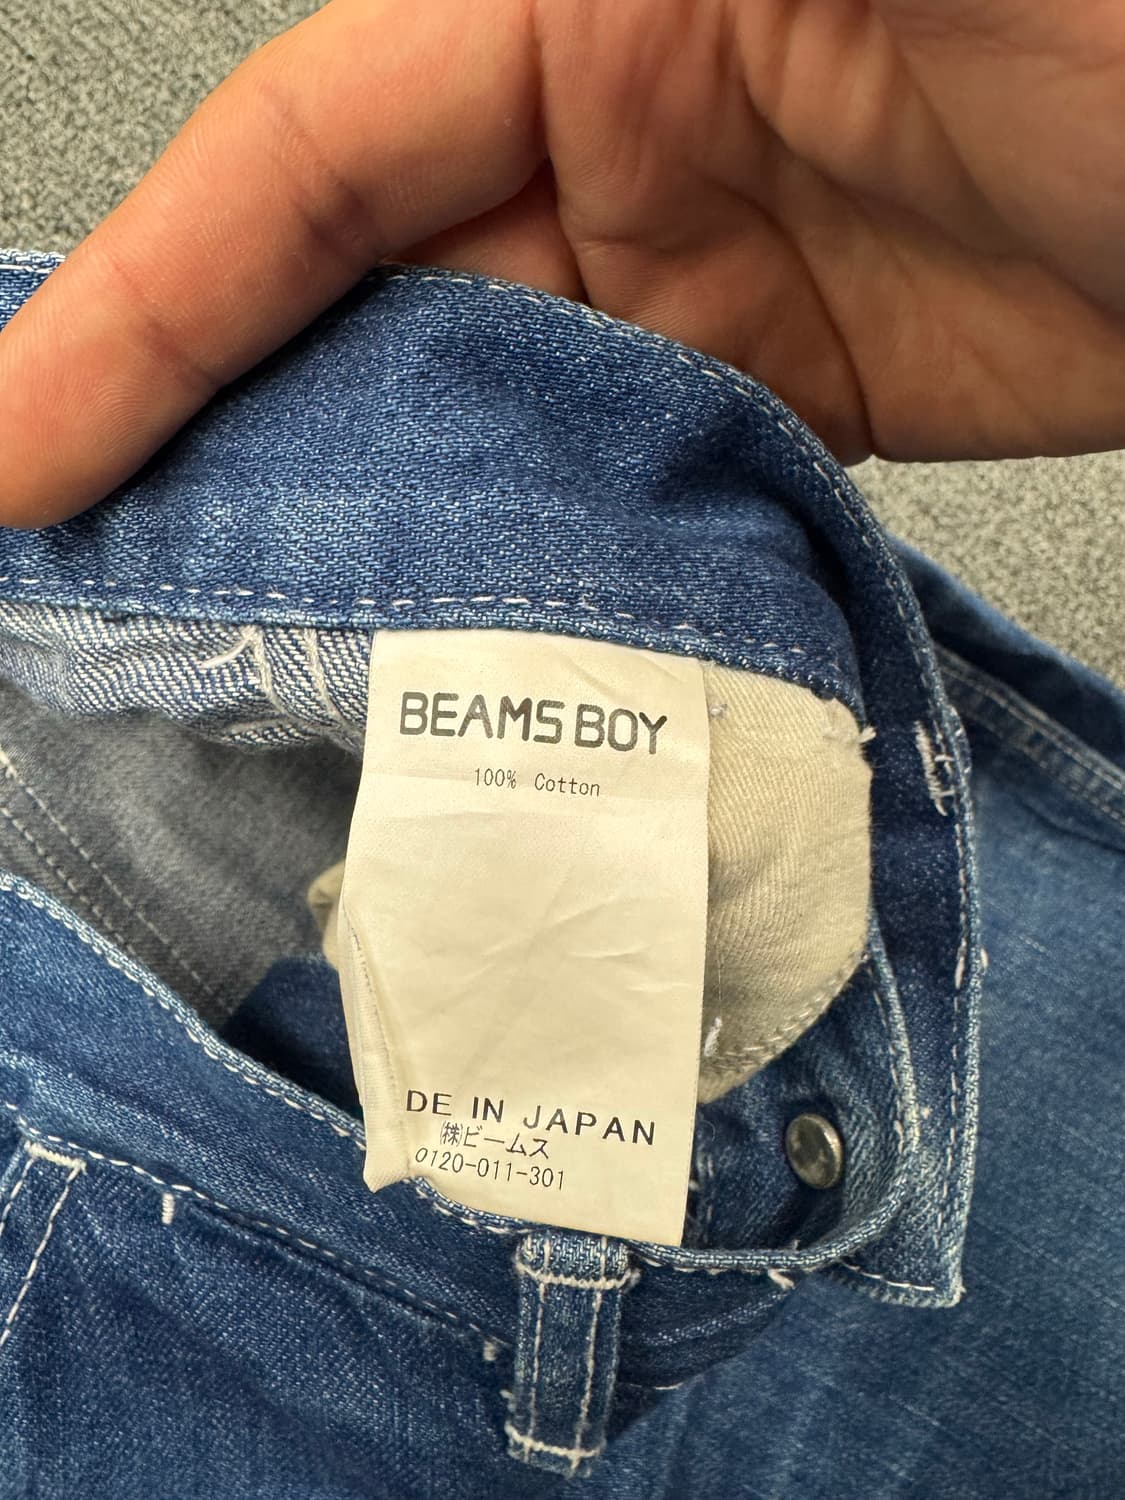 BEAMS BOY
100% Cotton
DE IN JAPAN
㈱ビームス
0120-011-301